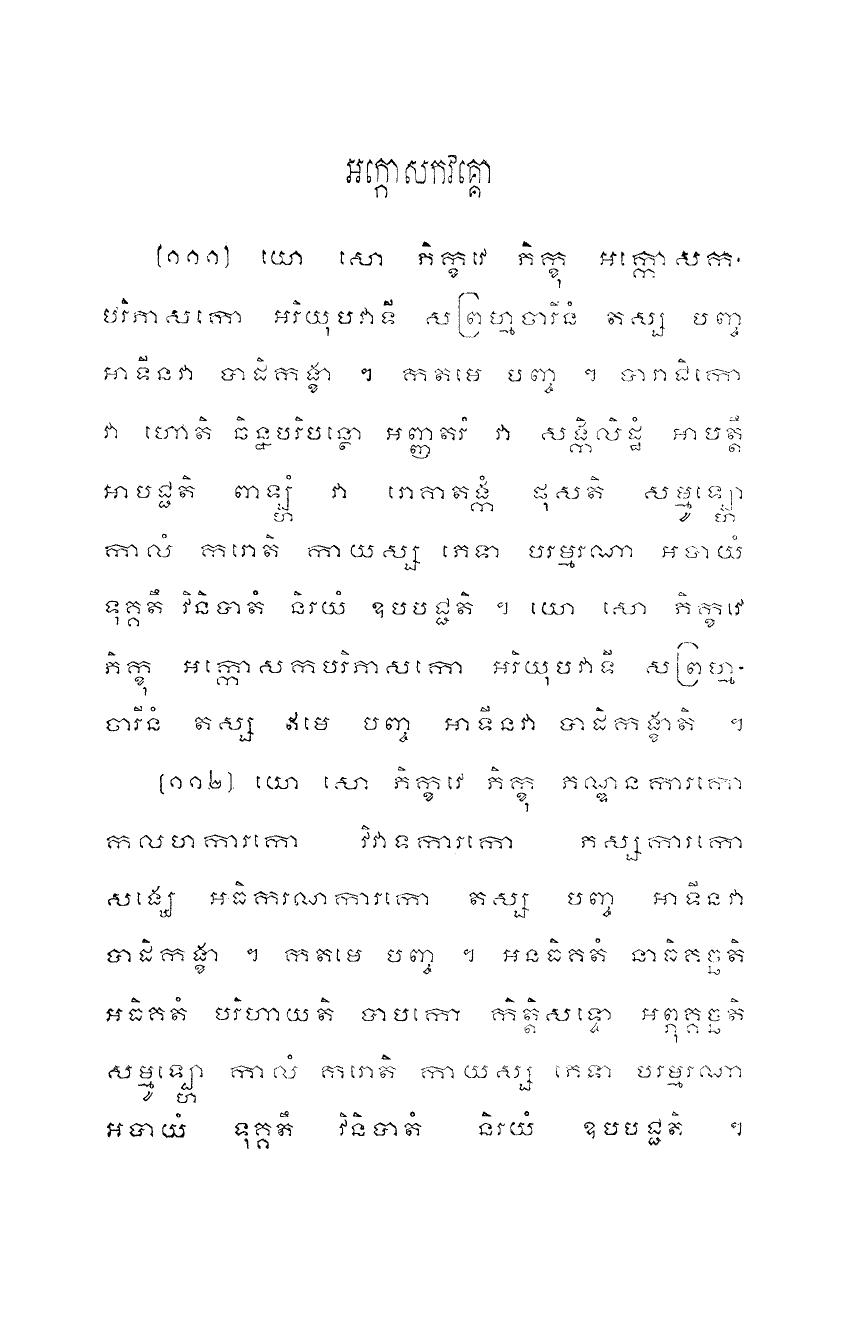 អក្កោសកវគ្គោ
(១១១) យោ សោ ភិក្ខវេ ភិក្ខុ អក្កោសក-
បរិភាសកោ អរិយុបវាទី សព្រហ្មចារីនំ តស្ស បញ្ច
អាទីនវា បាដិកង្ខា ។ កតមេ បញ្ច ។ បារាជិកោ
វា ហោតិ ឆិន្នបរិបន្ថោ អញ្ញតរំ វា សង្កិលិដ្ឋំ អាបត្តឹ
អាបជ្ជតិ ពាឡ្ហំ វា រោគាតង្កំ ផុសតិ សម្មូឡ្ហោ
កាលំ ករោតិ កាយស្ស ភេទា បរម្មរណា អបាយំ
ទុគ្គតឹ វិនិបាតំ និរយំ ឧបបជ្ជតិ ។ យោ សោ ភិក្ខវេ
ភិក្ខុ អក្កោសកបរិភាសកោ អរិយុបវាទី សព្រហ្ម-
ចារីនំ តស្ស ឥមេ បញ្ច អាទីនវា បាដិកង្ខាតិ ។
(១១២) យោ សោ ភិក្ខវេ ភិក្ខុ ភណ្ឌនការកោ
កលហការកោ វិវាទការកោ ភស្សការកោ
សង្ឃេ អធិករណការកោ តស្ស បញ្ច អាទីនវា
បាដិកង្ខា ។ កតមេ បញ្ច ។ អនធិគតំ នាធិគច្ឆតិ
អធិគតំ បរិហាយតិ បាបកោ កិត្តិសទ្ទោ អព្ភុគ្គច្ឆតិ
សម្មូឡ្ហោ កាលំ ករោតិ កាយស្ស ភេទា បរម្មរណា
អបាយំ ទុគ្គតឹ វិនិបាតំ និរយំ ឧបបជ្ជតិ ។